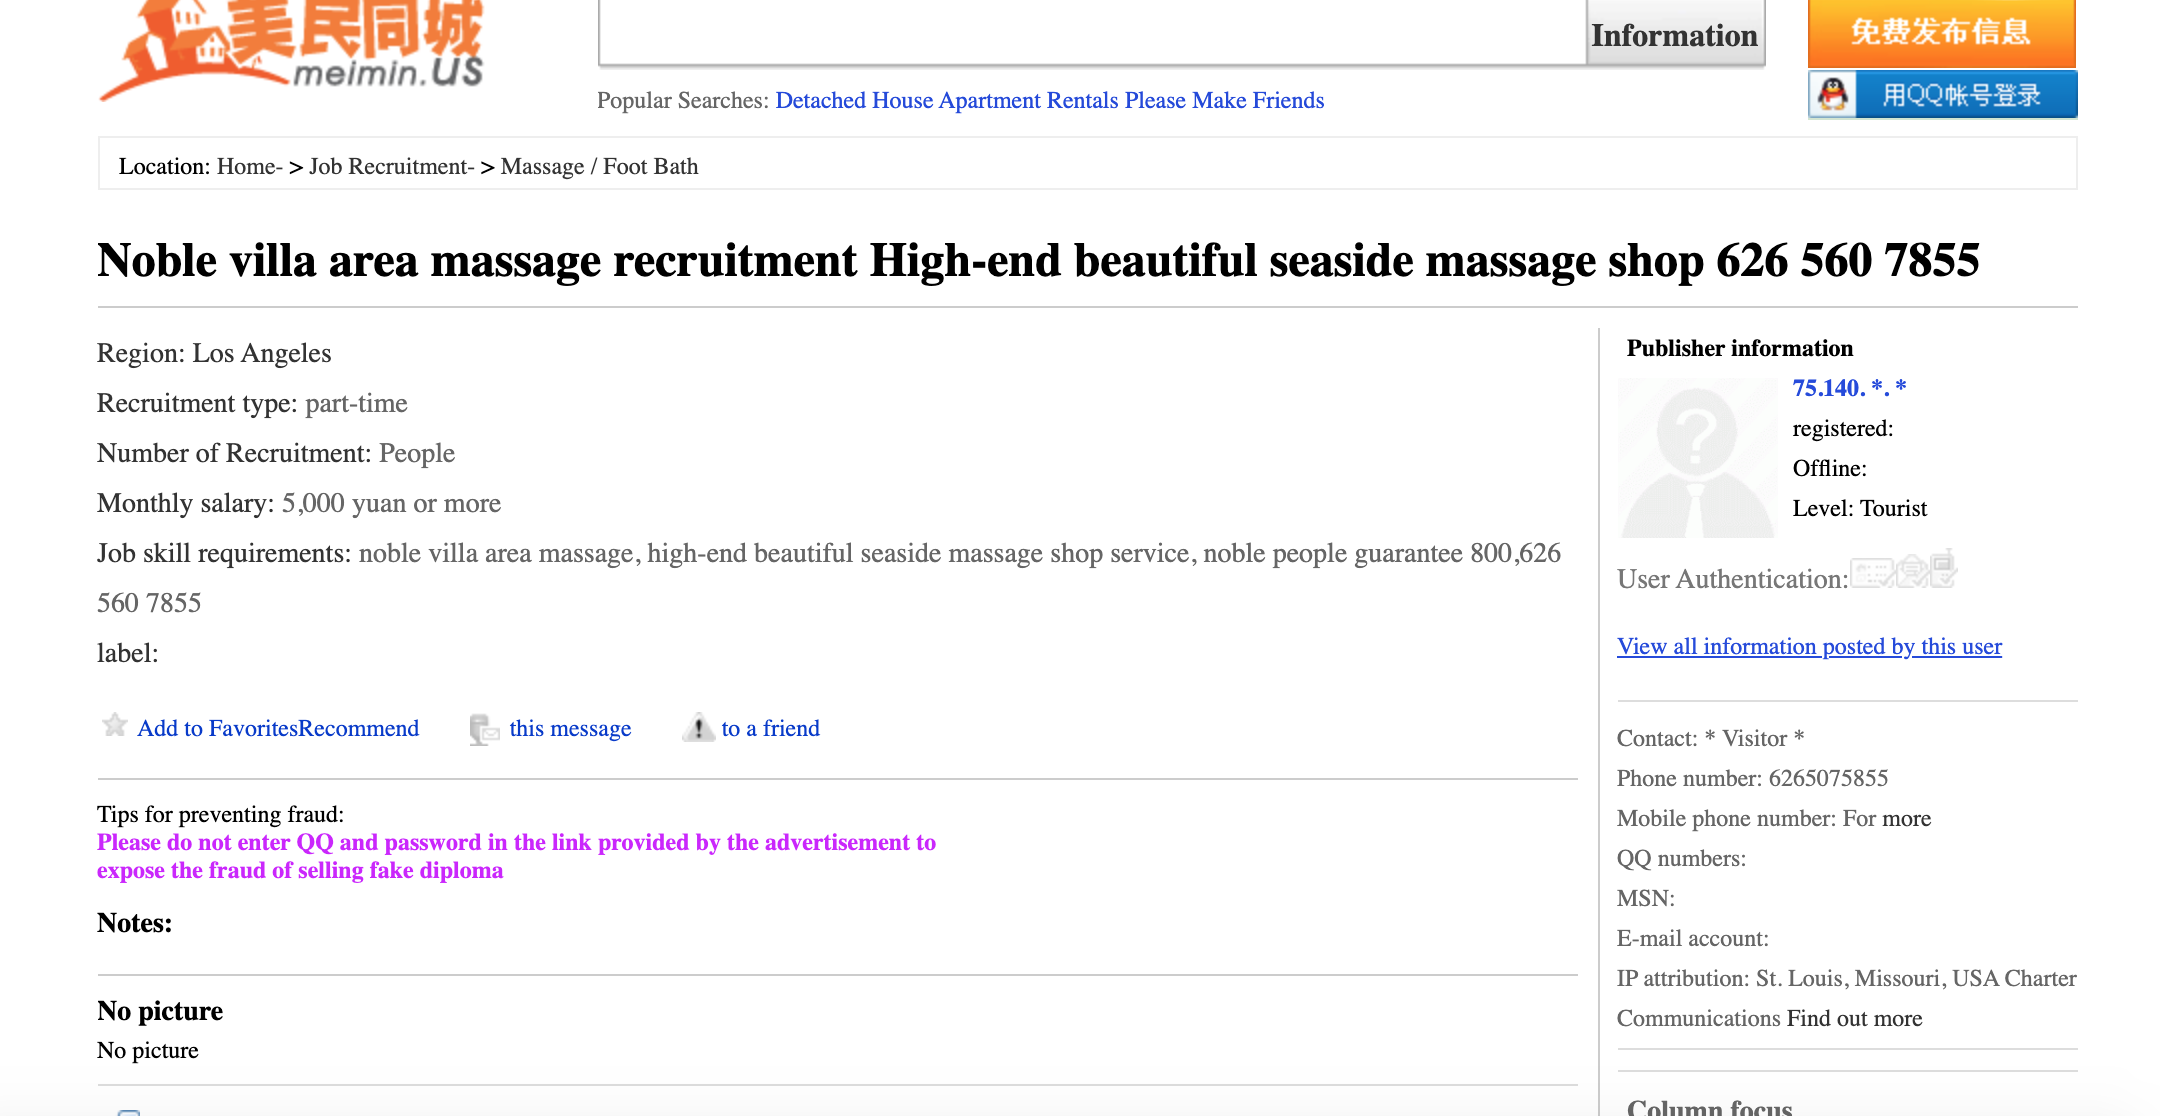 美民同城
meimin.us
Information
免费发布信息
用QQ帐号登录
Popular Searches: Detached House Apartment Rentals Please Make Friends
Location: Home- > Job Recruitment- > Massage / Foot Bath
Noble villa area massage recruitment High-end beautiful seaside massage shop 626 560 7855
Region: Los Angeles
Recruitment type: part-time
Number of Recruitment: People
Monthly salary: 5,000 yuan or more
Job skill requirements: noble villa area massage, high-end beautiful seaside massage shop service, noble people guarantee 800,626
560 7855
label:
Add to FavoritesRecommend
this message
to a friend
Tips for preventing fraud:
Please do not enter QQ and password in the link provided by the advertisement to
expose the fraud of selling fake diploma
Notes:
No picture
No picture
Publisher information
75.140. *. *
registered:
Offline:
Level: Tourist
User Authentication:
View all information posted by this user
Contact: * Visitor *
Phone number: 6265075855
Mobile phone number: For more
QQ numbers:
MSN:
E-mail account:
IP attribution: St. Louis, Missouri, USA Charter
Communications Find out more
Column focus